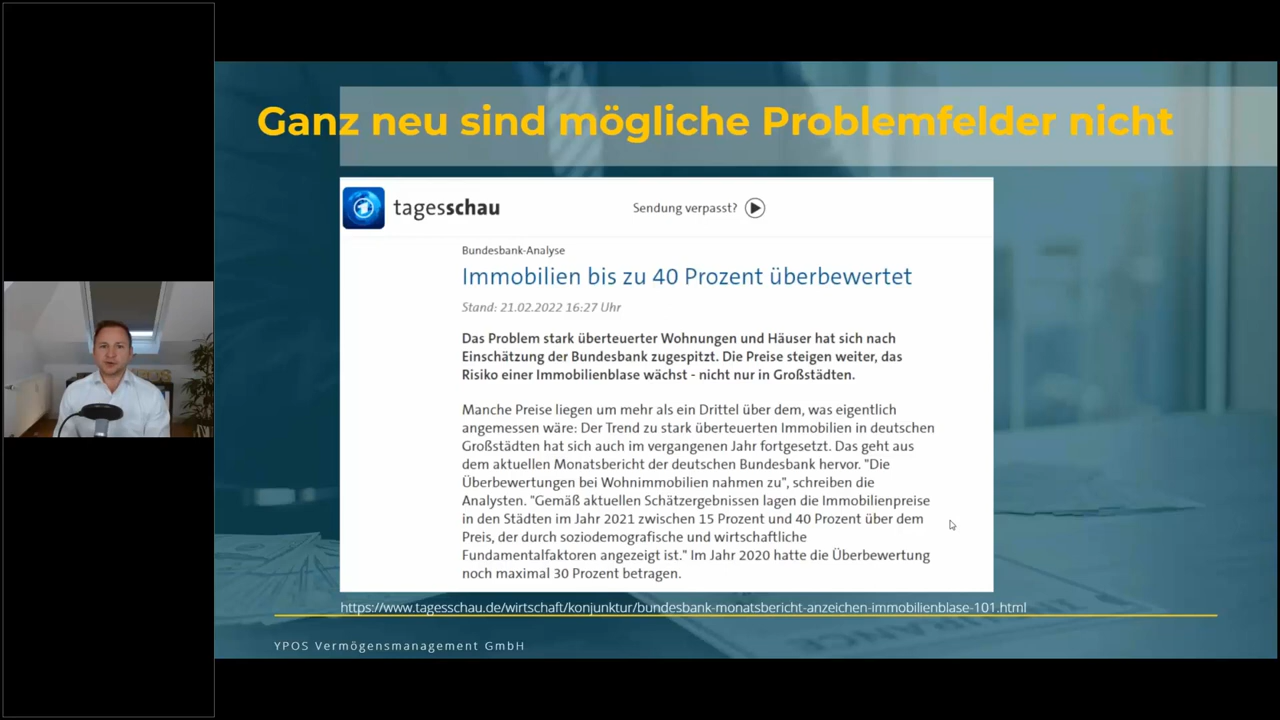 Ganz neu sind mögliche Problemfelder nicht
tagesschau
Sendung verpasst?
Bundesbank-Analyse
Immobilien bis zu 40 Prozent überbewertet
Stand: 21.02.2022 16:27 Uhr
Das Problem stark überteuerter Wohnungen und Häuser hat sich nach
Einschätzung der Bundesbank zugespitzt. Die Preise steigen weiter, das
Risiko einer Immobilienblase wächst - nicht nur in Großstädten.
Manche Preise liegen um mehr als ein Drittel über dem, was eigentlich
angemessen wäre: Der Trend zu stark überteuerten Immobilien in deutschen
Großstädten hat sich auch im vergangenen Jahr fortgesetzt. Das geht aus
dem aktuellen Monatsbericht der deutschen Bundesbank hervor. "Die
Überbewertungen bei Wohnimmobilien nahmen zu", schreiben die
Analysten. "Gemäß aktuellen Schätzergebnissen lagen die Immobilienpreise
in den Städten im Jahr 2021 zwischen 15 Prozent und 40 Prozent über dem
Preis, der durch soziodemografische und wirtschaftliche
Fundamentalfaktoren angezeigt ist." Im Jahr 2020 hatte die Überbewertung
noch maximal 30 Prozent betragen.
https://www.tagesschau.de/wirtschaft/konjunktur/bundesbank-monatsbericht-anzeichen-immobilienblase-101.html
YPOS Vermögensmanagement GmbH